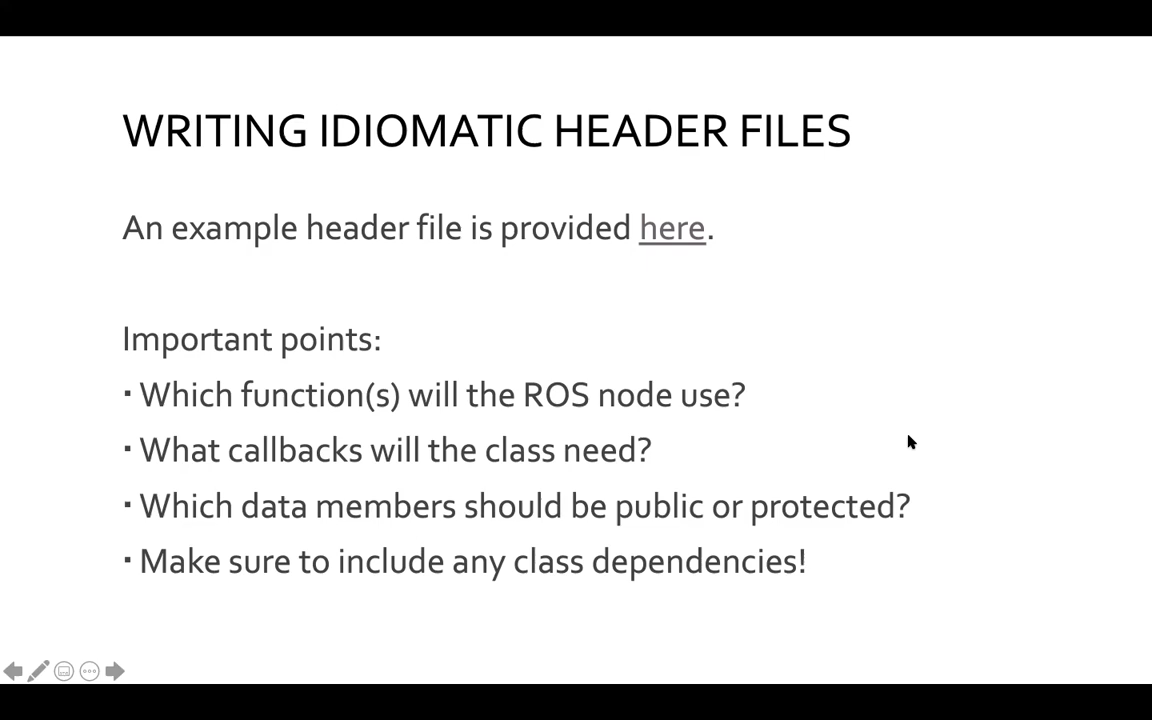 WRITING IDIOMATIC HEADER FILES
An example header file is provided here.
Important points:
▪ Which function(s) will the ROS node use?
▪ What callbacks will the class need?
▪ Which data members should be public or protected?
▪ Make sure to include any class dependencies!